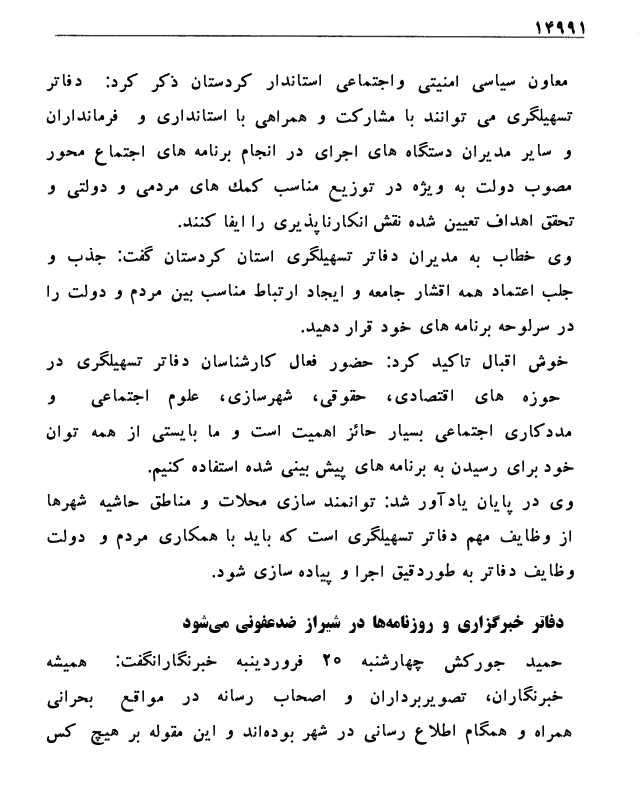 ۱۴۹۹۱
معاون سیاسی امنیتی واجتماعی استاندار کردستان ذکر کرد: دفاتر
تسهیلگری می توانند با مشارکت و همراهی با استانداری و فرمانداران
و سایر مدیران دستگاه های اجرای در انجام برنامه های اجتماع محور
مصوب دولت به ویژه در توزیع مناسب کمك های مردمی و دولتی و
تحقق اهداف تعیین شده نقش انکارناپذیری را ایفا کنند.
وی خطاب به مدیران دفاتر تسهیلگری استان کردستان گفت: جذب و
جلب اعتماد همه اقشار جامعه و ایجاد ارتباط مناسب بین مردم و دولت را
در سرلوحه برنامه های خود قرار دهید.
خوش اقبال تاکید کرد: حضور فعال کارشناسان دفاتر تسهیلگری در
حوزه های اقتصادی، حقوقی، شهرسازی، علوم اجتماعی و
مددکاری اجتماعی بسیار حائز اهمیت است و ما بایستی از همه توان
خود برای رسیدن به برنامه های پیش بینی شده استفاده کنیم.
وی در پایان یادآور شد: توانمند سازی محلات و مناطق حاشیه شهرها
از وظایف مهم دفاتر تسهیلگری است که باید با همکاری مردم و دولت
وظایف دفاتر به طوردقیق اجرا و پیاده سازی شود.
دفاتر خبرگزاری و روزنامه‌ها در شیراز ضدعفونی می‌شود
حمید جورکش چهارشنبه ۲۰ فروردینبه خبرنگارانگفت: همیشه
خبرنگاران، تصویربرداران و اصحاب رسانه در مواقع بحرانی
همراه و همگام اطلاع رسانی در شهر بوده‌اند و این مقوله بر هیچ کس